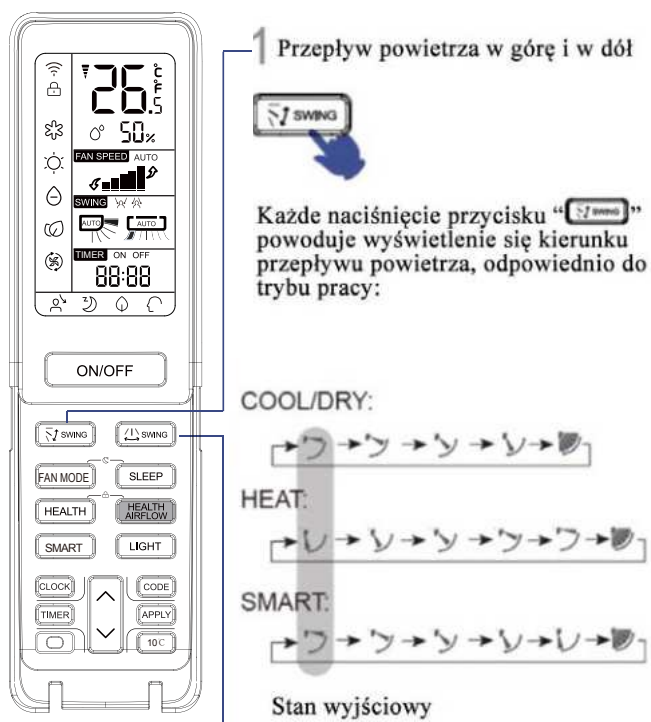 26.5
°C
°F
50%
FAN SPEED AUTO
SWING
AUTO AUTO
TIMER ON OFF
88:88
ON/OFF
SWING SWING
FAN MODE SLEEP
HEALTH HEALTH AIRFLOW
SMART LIGHT
CLOCK CODE
TIMER APPLY
10C
1 Przepływ powietrza w górę i w dół
SWING
Każde naciśnięcie przycisku “SWING”
powoduje wyświetlenie się kierunku
przepływu powietrza, odpowiednio do
trybu pracy:
COOL/DRY:
HEAT:
SMART:
Stan wyjściowy